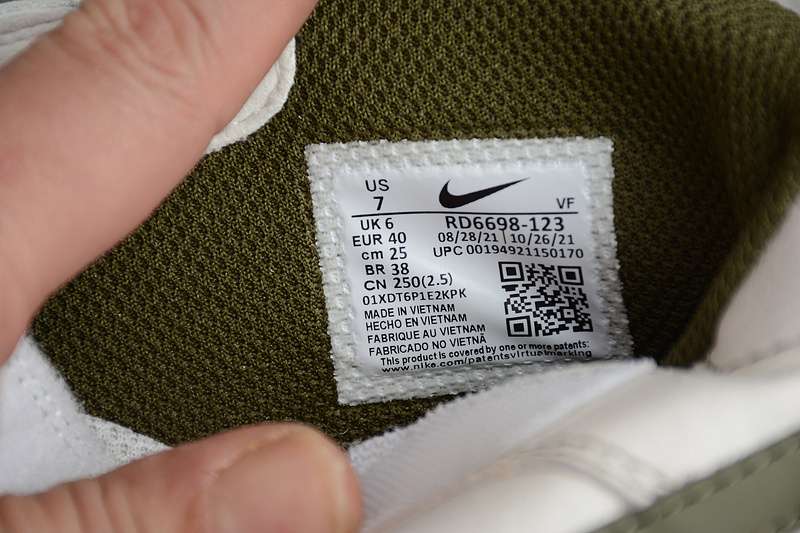 US
7
VF
UK 6
RD6698-123
EUR 40
08/28/21 10/26/21
cm 25
UPC 00194921150170
BR 38
CN 250(2.5)
01XDT6P1E2KPK
MADE IN VIETNAM
HECHO EN VIETNAM
FABRIQUE AU VIETNAM
FABRICADO NO VIETNÃ
This product is covered by one or more patents:
www.nike.com/patentsvirtualmarking